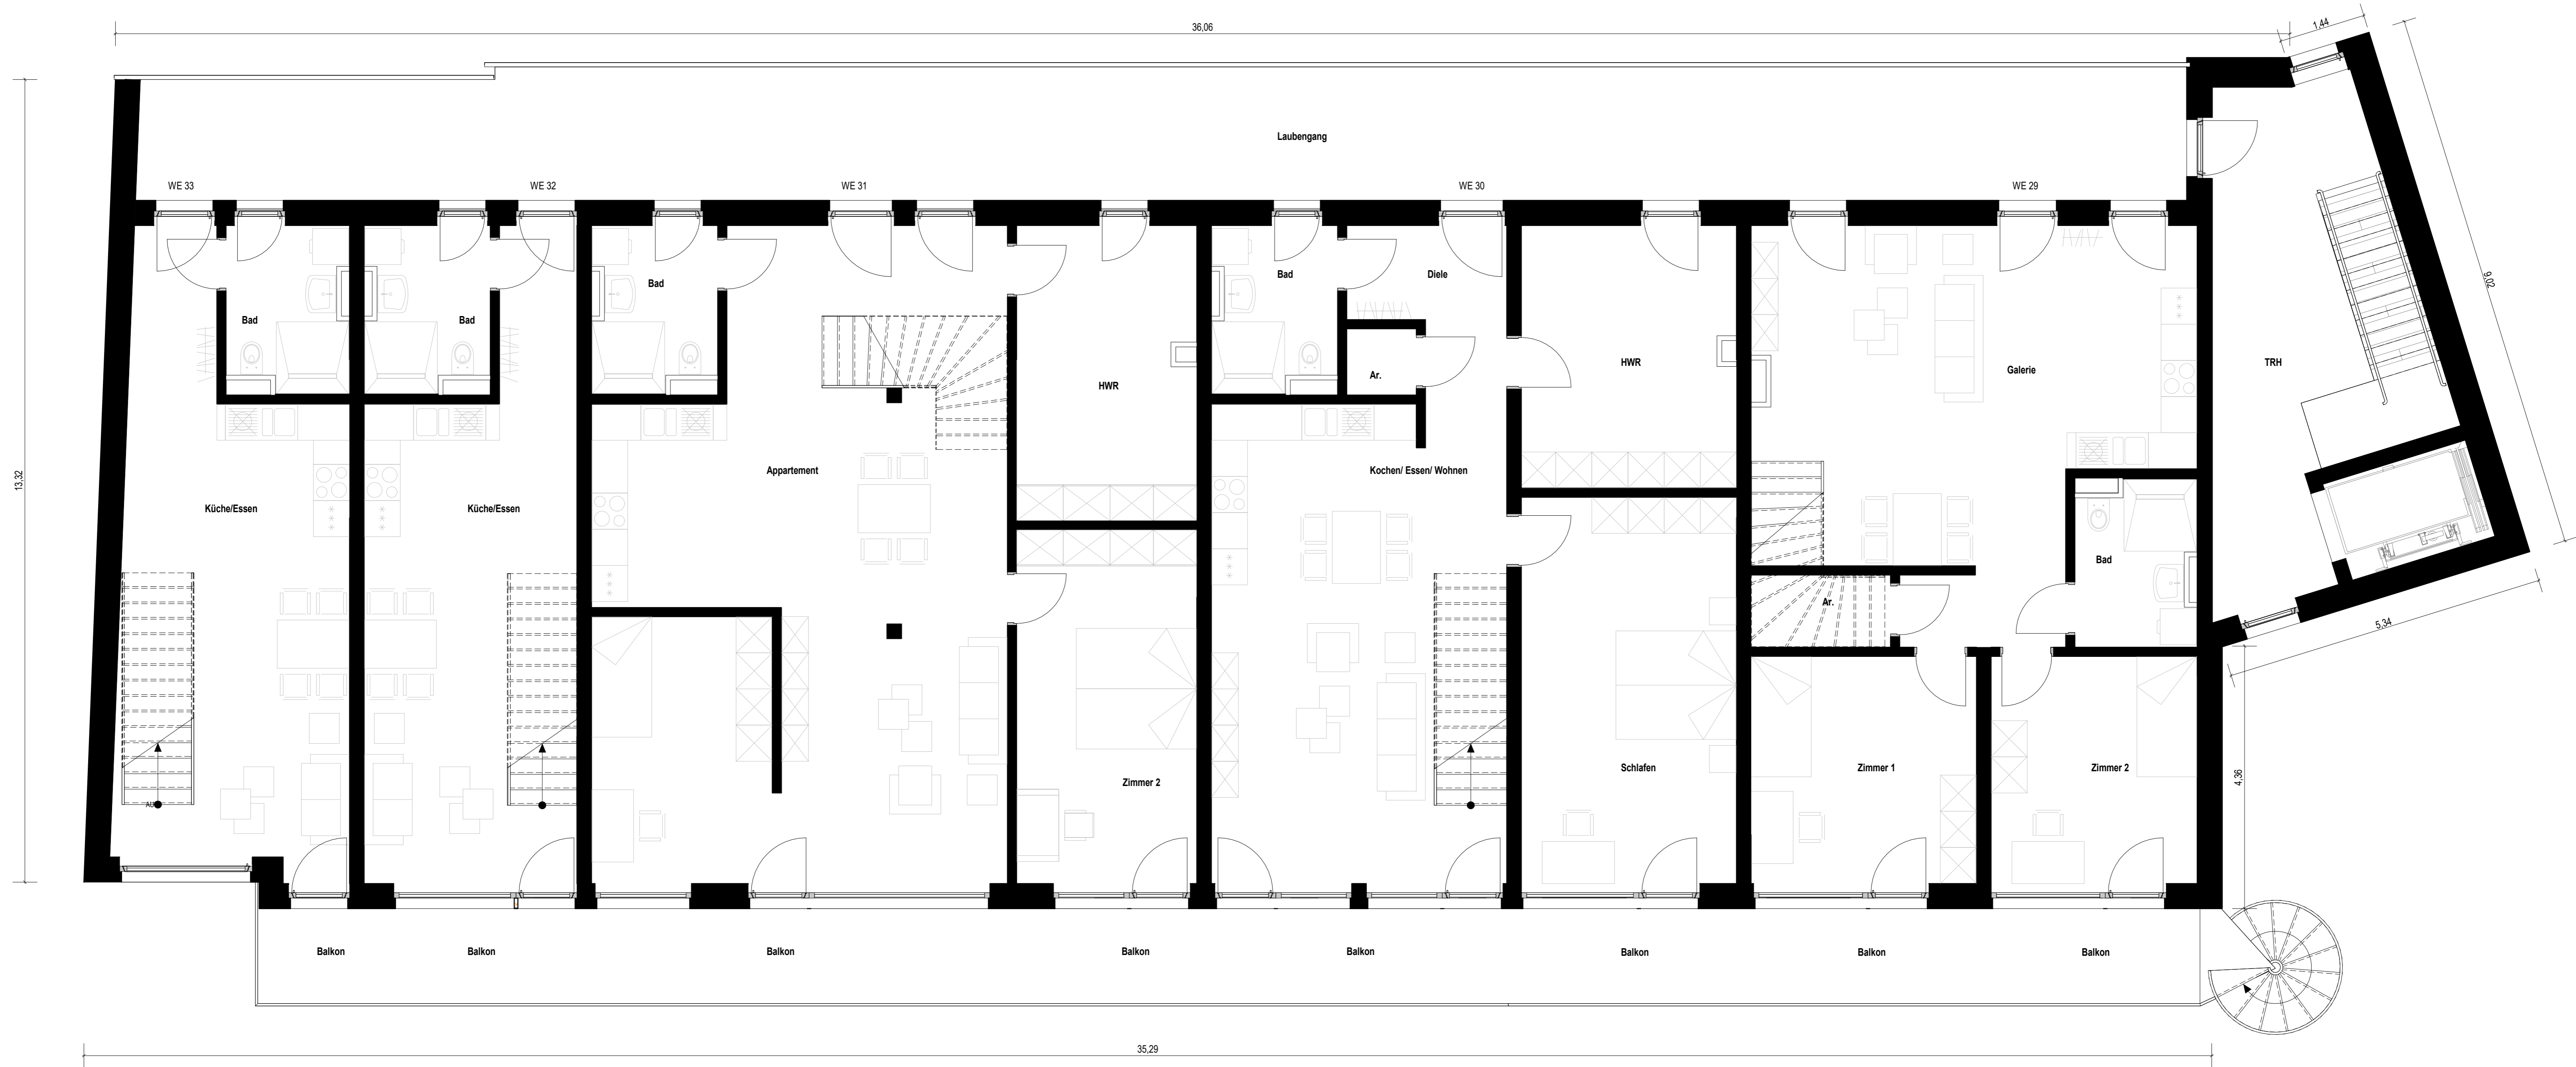 36,06
1,44
9,02
Laubengang
WE 33
WE 32
WE 31
WE 30
WE 29
Bad
Bad
Bad
Bad
Diele
Ar.
HWR
HWR
Galerie
TRH
Appartement
Kochen/ Essen/ Wohnen
13,32
Küche/Essen
Küche/Essen
Bad
Ar.
5,34
Zimmer 2
Schlafen
Zimmer 1
Zimmer 2
4,36
Balkon
Balkon
Balkon
Balkon
Balkon
Balkon
Balkon
Balkon
35,29